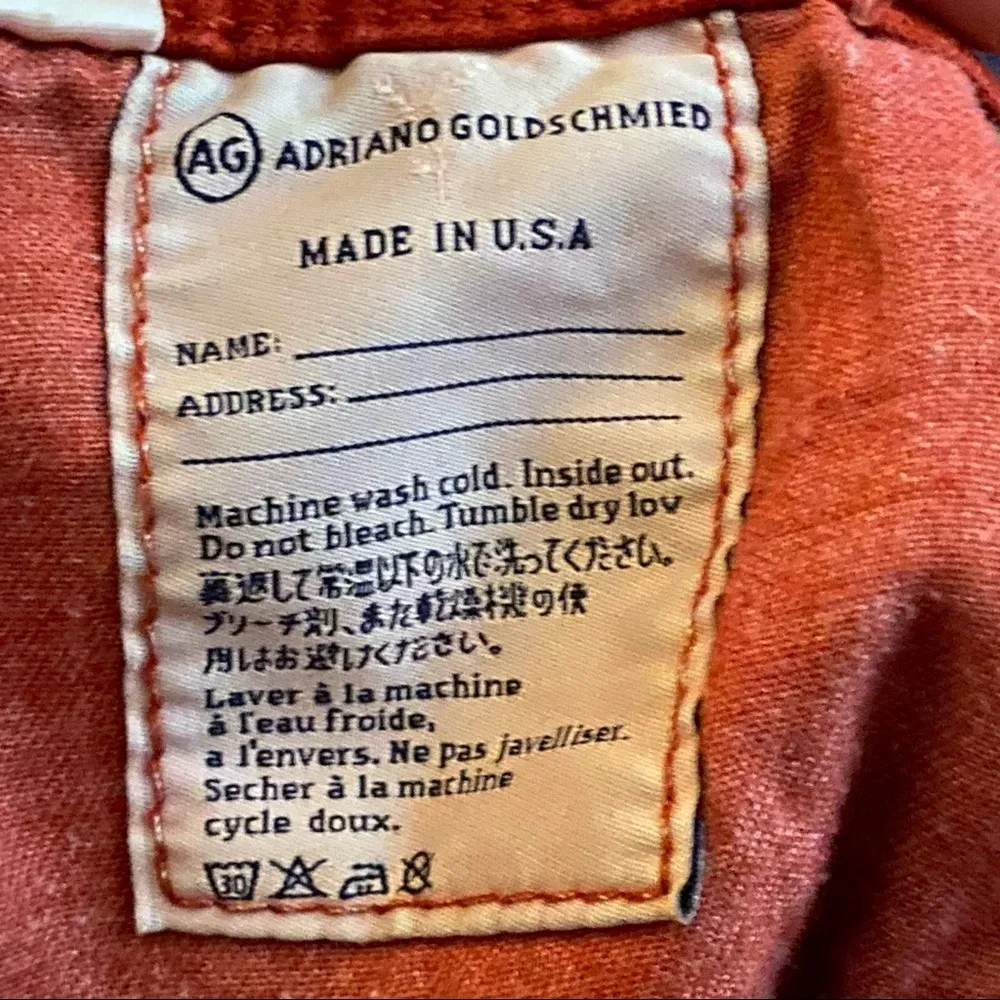 AG ADRIANO GOLDSCHMIED
MADE IN U.S.A
NAME:
ADDRESS:
Machine wash cold. Inside out.
Do not bleach. Tumble dry low
裏返して常温以下の水で洗ってください。
ブリーチ剤、また乾燥機の使
用はお避けください。
Laver à la machine
à l'eau froide,
a l'envers. Ne pas javelliser.
Secher à la machine
cycle doux.
30